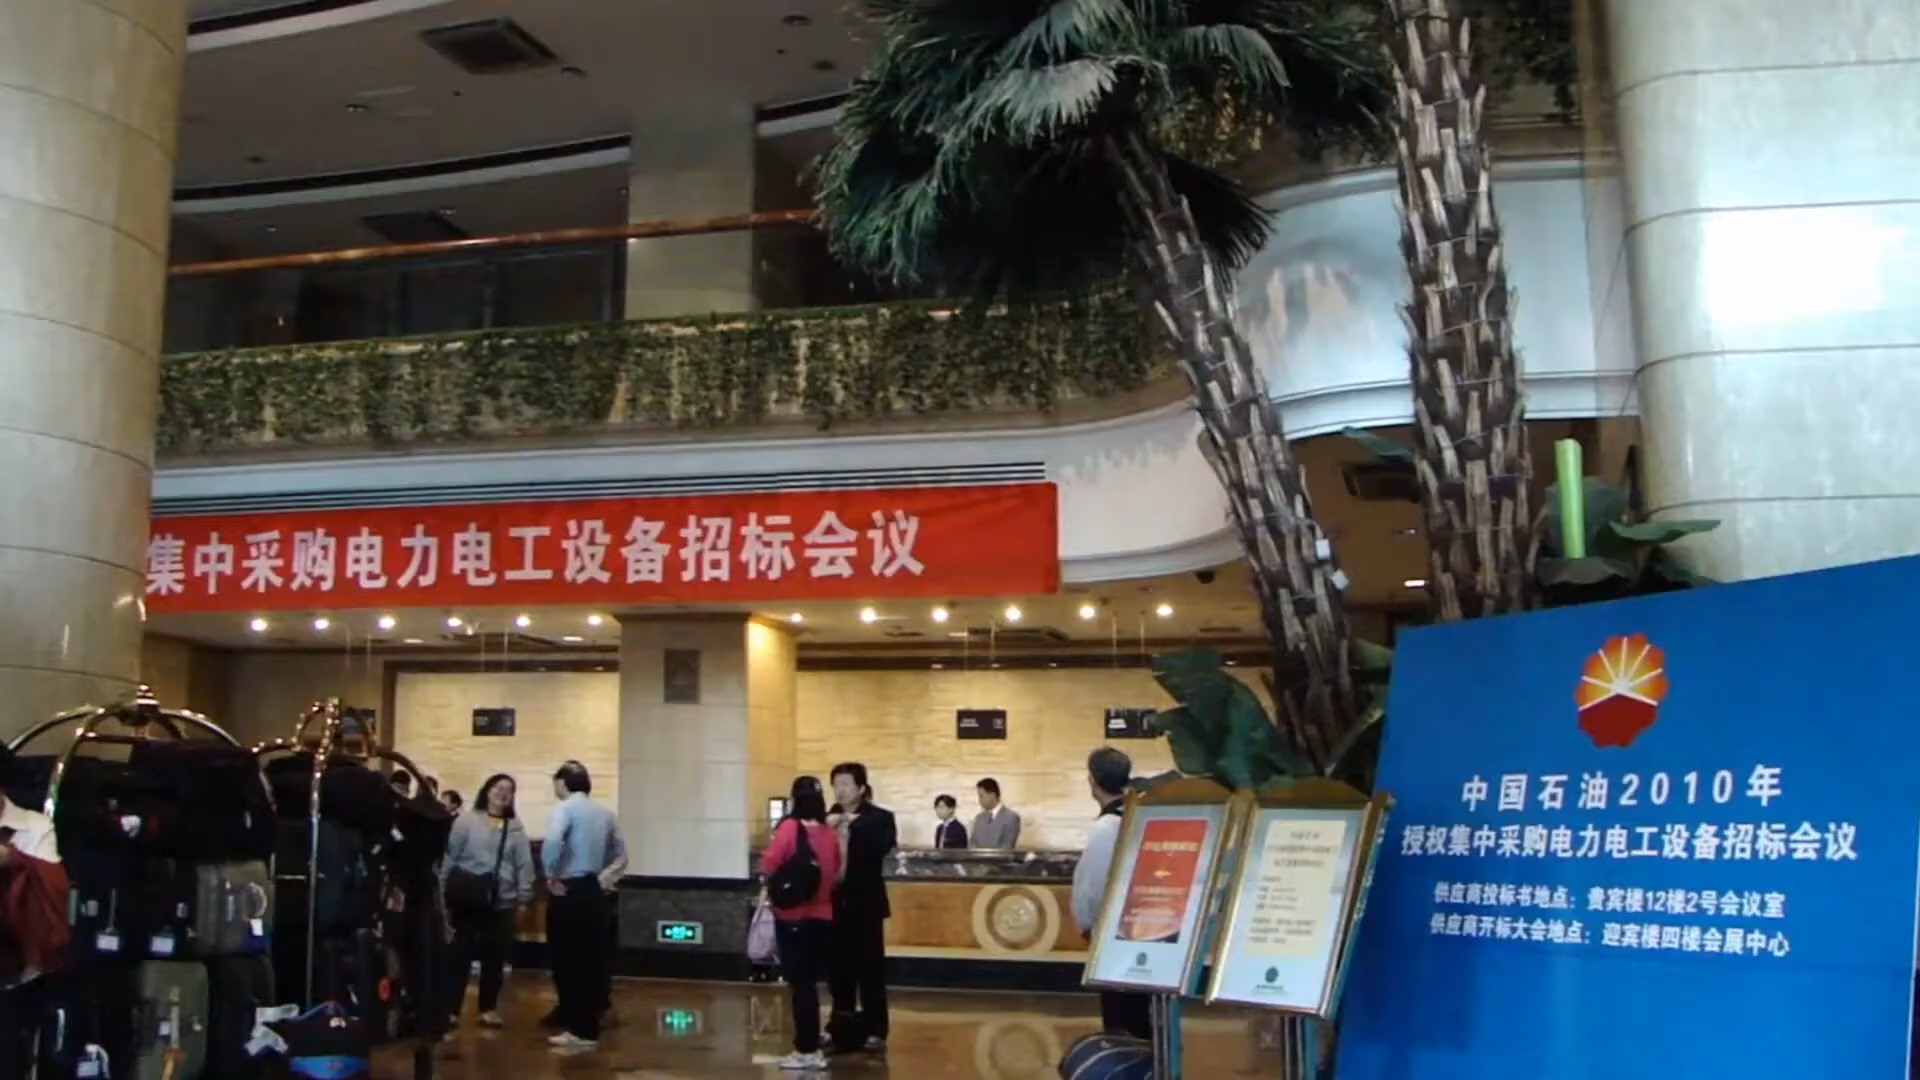 集中采购电力电工设备招标会议
中国石油2010年
授权集中采购电力电工设备招标会议
供应商投标书地点：贵宾楼12楼2号会议室
供应商开标大会地点：迎宾楼四楼会展中心